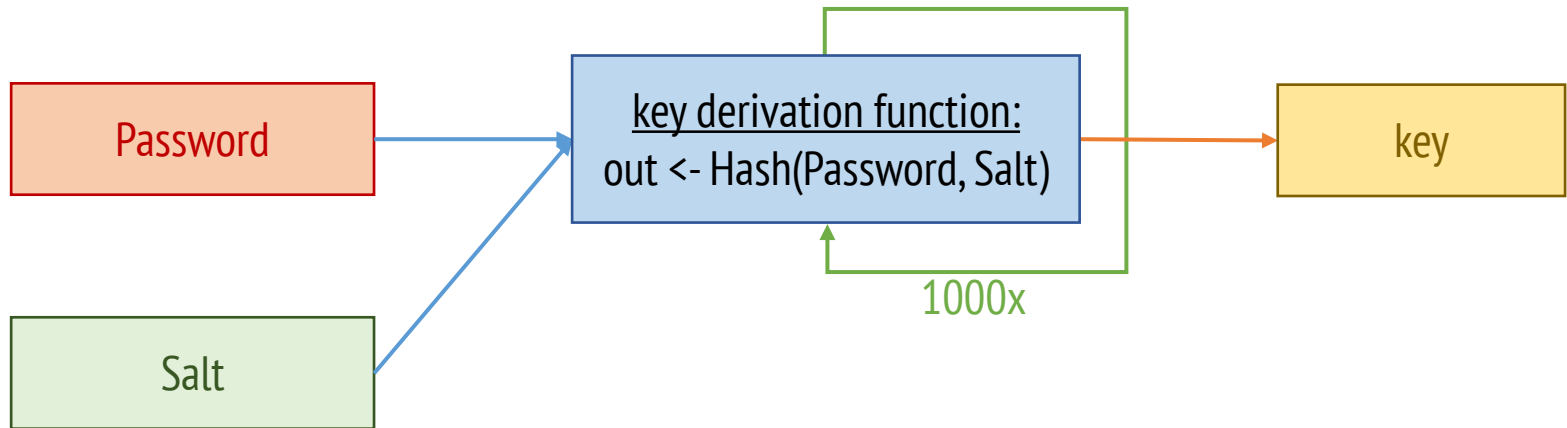 Password
key derivation function:
out <- Hash(Password, Salt)
key
1000x
Salt